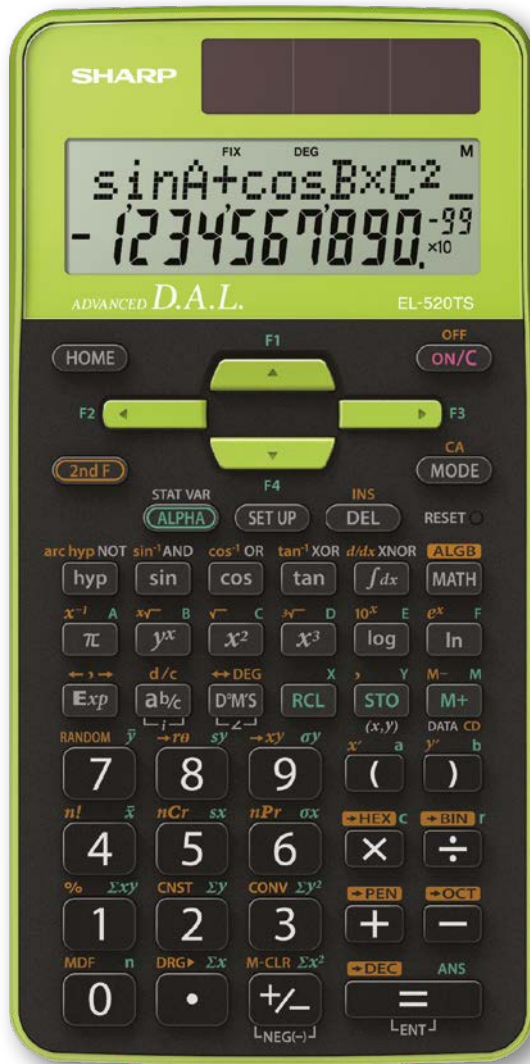 SHARP
FIX DEG M
sinA+cosB×C²_
-1'234'567'890.×10-99
ADVANCED D.A.L. EL-520TS
F1 OFF
HOME ▲ ON/C
F2 ◀ ▶ F3
▼ CA
2nd F F4 MODE
STAT VAR INS
ALPHA SET UP DEL RESET
arc hyp NOT sin⁻¹ AND cos⁻¹ OR tan⁻¹ XOR d/dx XNOR ALGB
hyp sin cos tan ∫dx MATH
x⁻¹ A x√‾ B √‾ C ³√‾ D 10ˣ E eˣ F
π yˣ x² x³ log ln
←,→ d/c ↔DEG X , Y M− M
Exp ab/c D°M'S RCL STO M+
i ∠ (x,y) DATA CD
RANDOM ȳ →rθ sy →xy σy x' a y' b
7 8 9 ( )
n! x̄ nCr sx nPr σx →HEX c →BIN r
4 5 6 × ÷
% Σxy CNST Σy CONV Σy² →PEN →OCT
1 2 3 + −
MDF n DRG▶ Σx M-CLR Σx² →DEC ANS
0 • +/− =
NEG(−) ENT